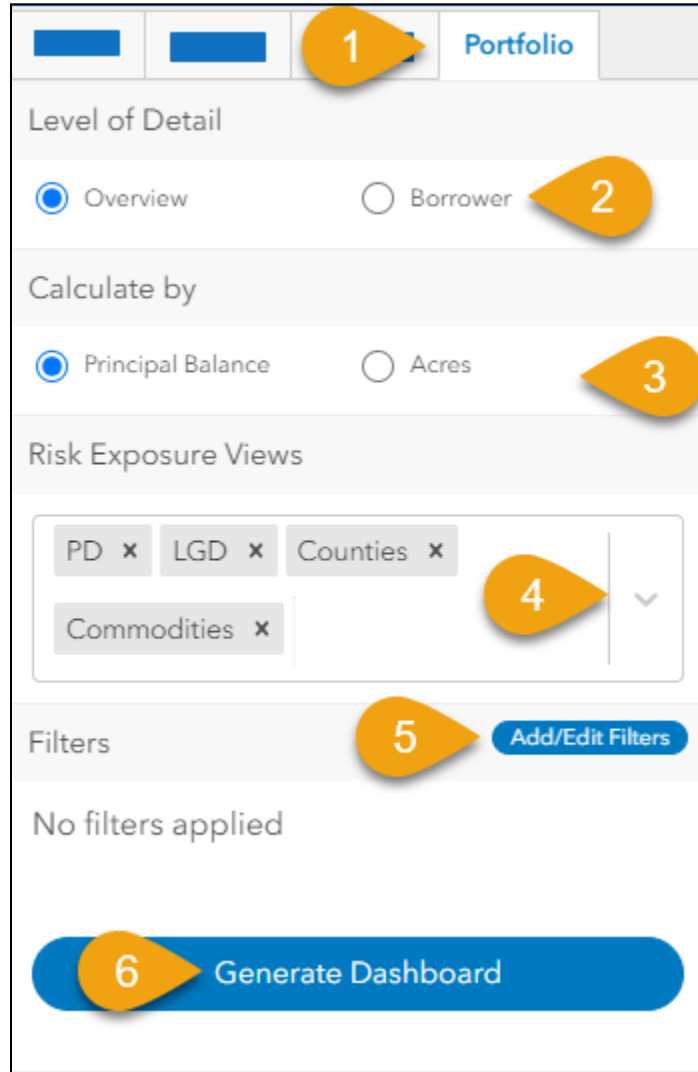 1 Portfolio
Level of Detail
Overview Borrower 2
Calculate by
Principal Balance Acres 3
Risk Exposure Views
PD × LGD × Counties ×
4
Commodities ×
Filters 5 Add/Edit Filters
No filters applied
6 Generate Dashboard